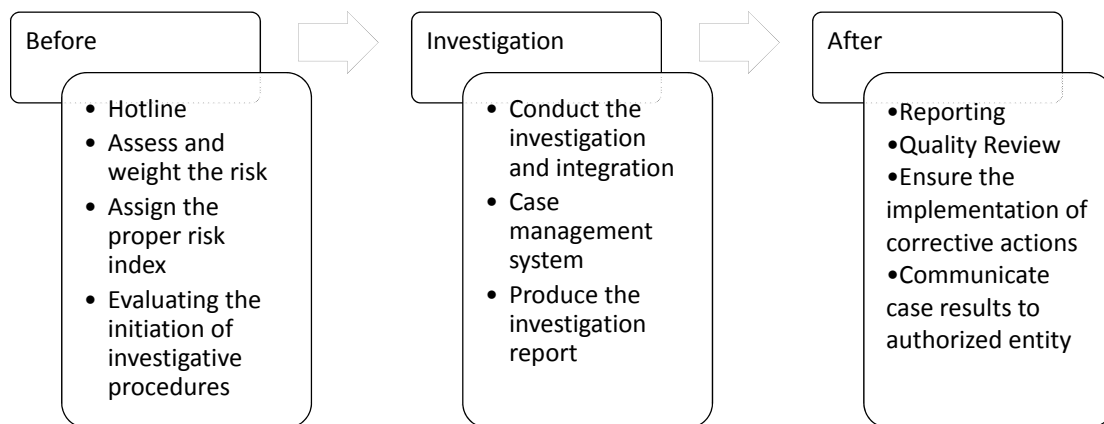 Before
• Hotline
• Assess and
weight the risk
• Assign the
proper risk
index
• Evaluating the
initiation of
investigative
procedures
Investigation
• Conduct the
investigation
and integration
• Case
management
system
• Produce the
investigation
report
After
•Reporting
•Quality Review
•Ensure the
implementation of
corrective actions
•Communicate
case results to
authorized entity